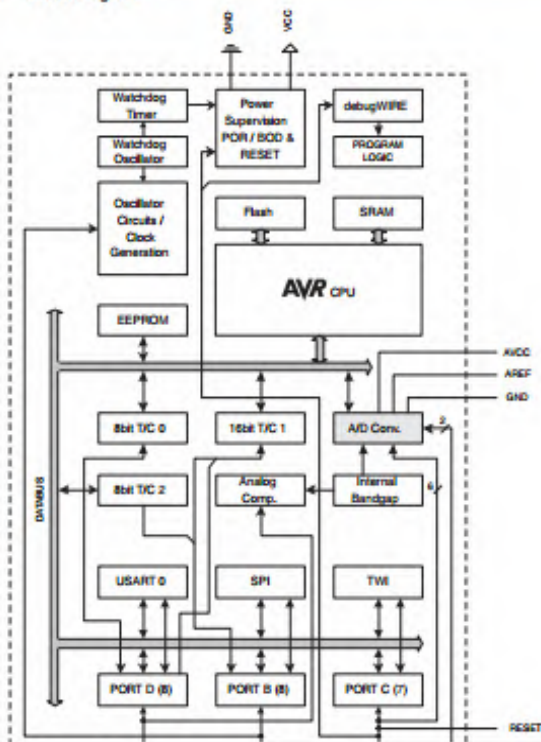 GND
VCC
Watchdog
Timer
Power
Supervision
POR / BOD &
RESET
debugWIRE
Watchdog
Oscillator
PROGRAM
LOGIC
Oscillator
Circuits /
Clock
Generation
Flash
SRAM
AVR CPU
EEPROM
AVCC
AREF
GND
8bit T/C 0
16bit T/C 1
A/D Conv.
2
8bit T/C 2
Analog
Comp.
Internal
Bandgap
6
DATABUS
USART 0
SPI
TWI
PORT D (8)
PORT B (8)
PORT C (7)
RESET